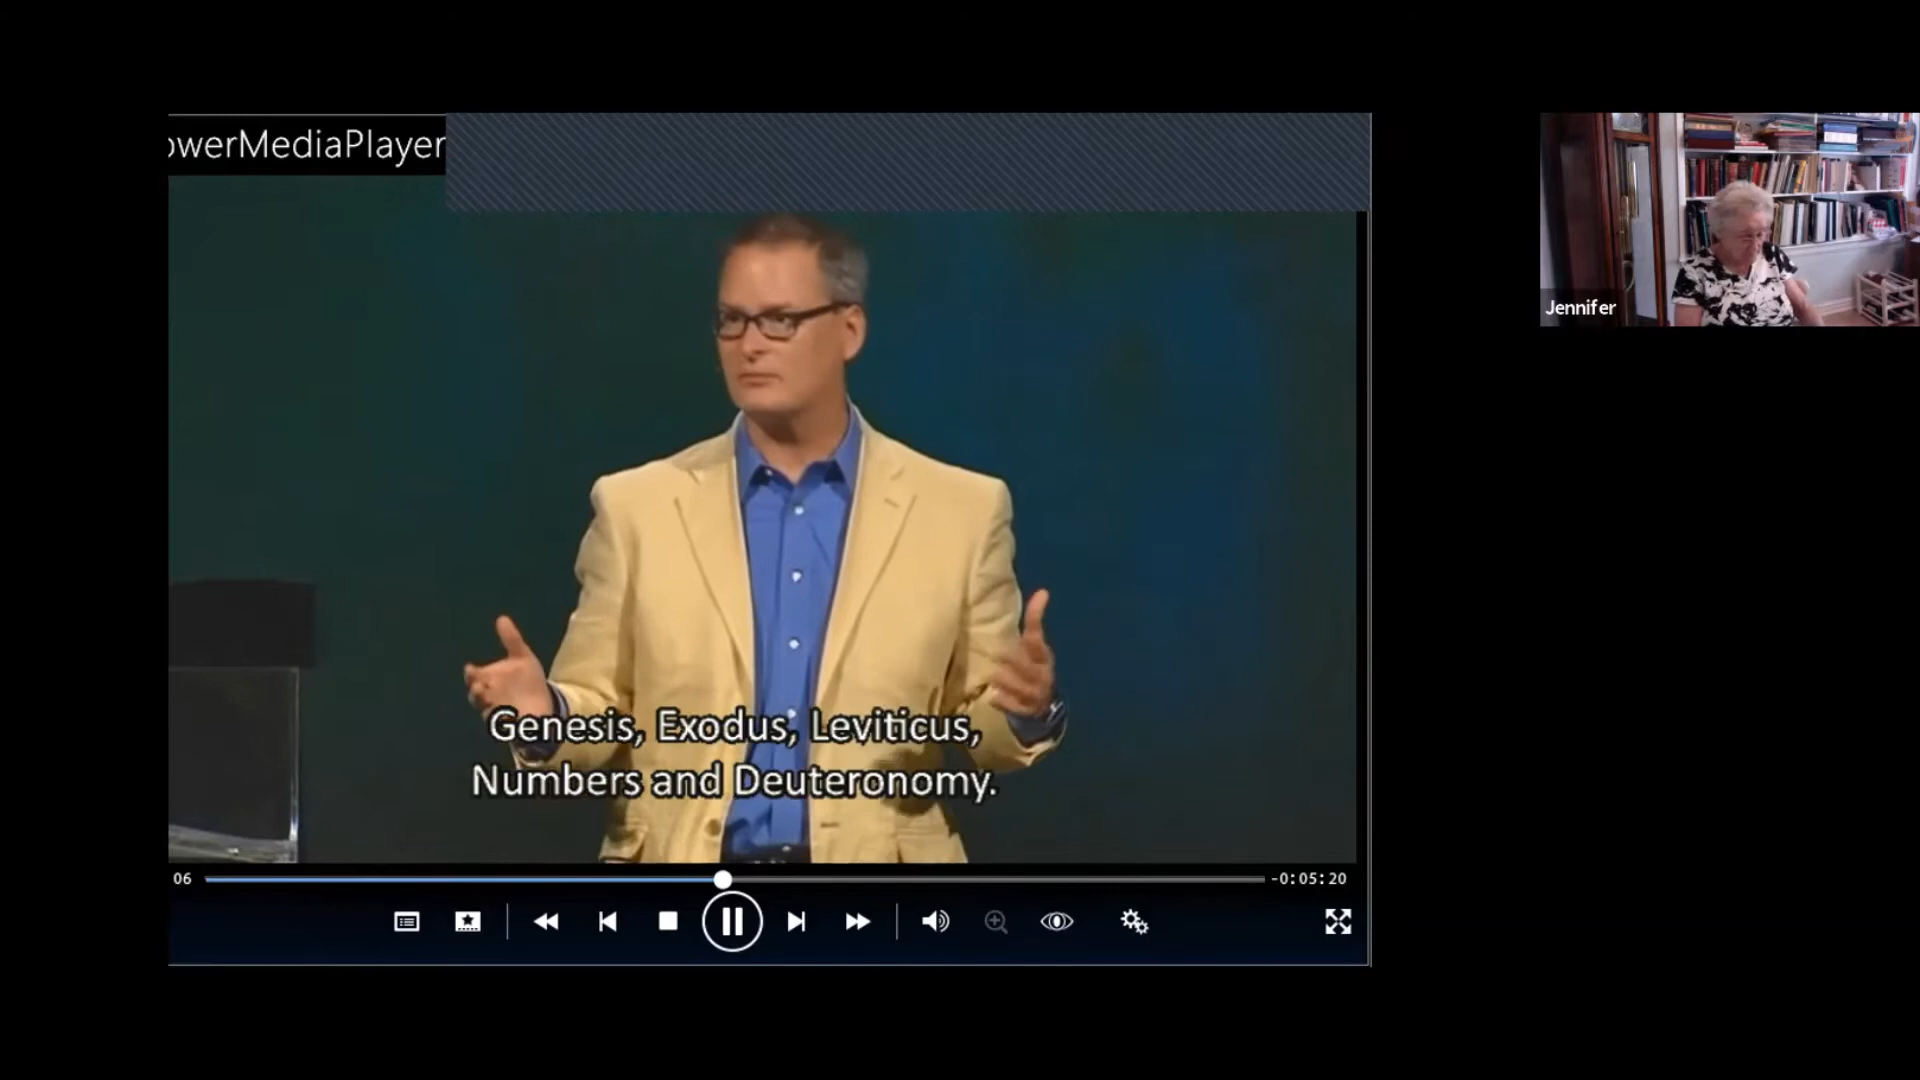 owerMediaPlayer
Genesis, Exodus, Leviticus,
Numbers and Deuteronomy.
06
-0:05:20
Jennifer